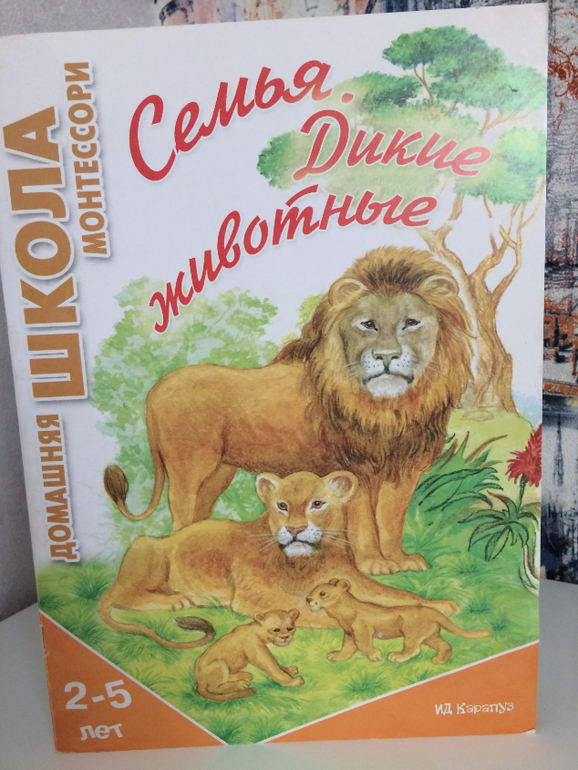 ДОМАШНЯЯ
ШКОЛА
МОНТЕССОРИ
Семья.
Дикие
животные
2-5
лет
ИД Карапуз